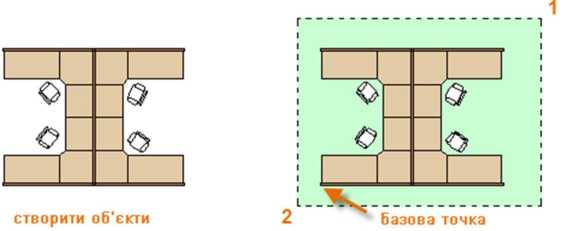 1
створити об'єкти
2
базова точка